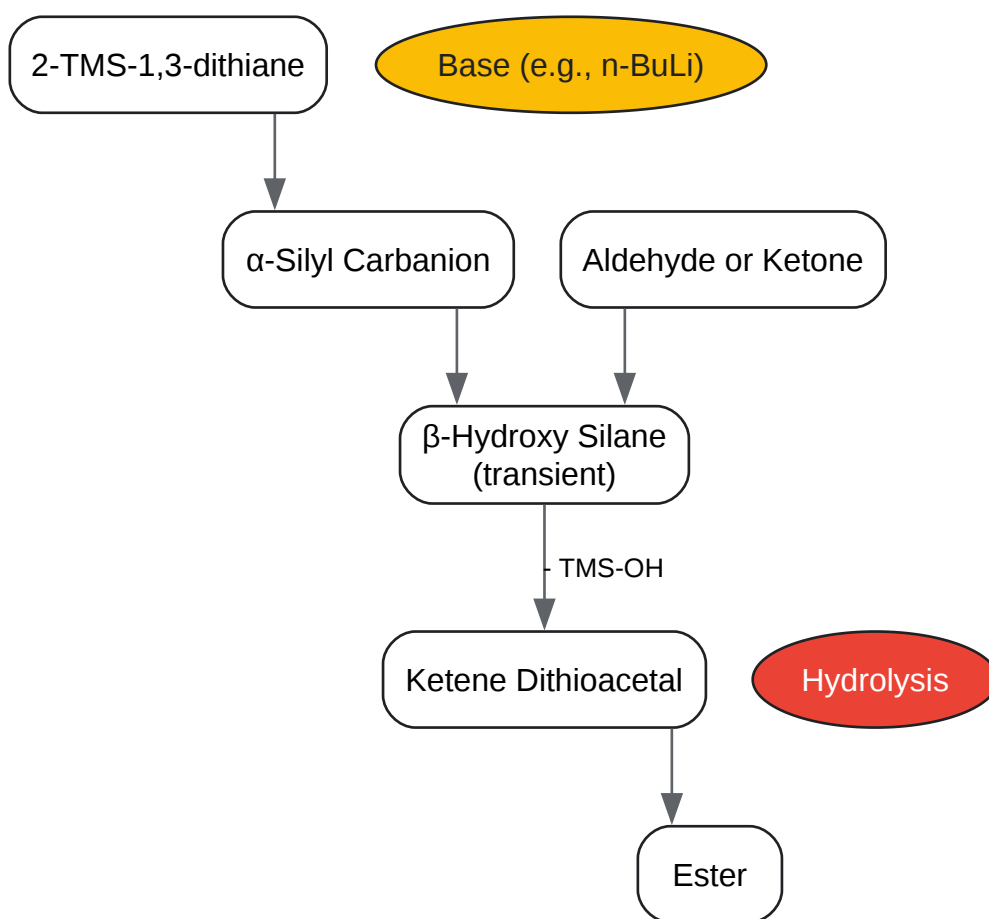 2-TMS-1,3-dithiane
Base (e.g., n-BuLi)
α-Silyl Carbanion
Aldehyde or Ketone
β-Hydroxy Silane
(transient)
- TMS-OH
Ketene Dithioacetal
Hydrolysis
Ester